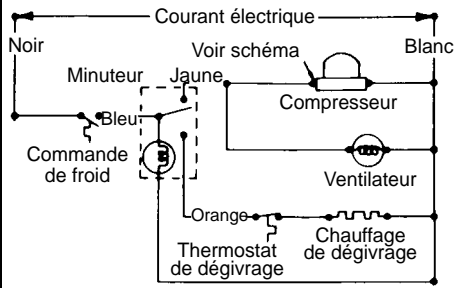 Courant électrique
Noir
Voir schéma
Blanc
Minuteur
Jaune
Compresseur
Bleu
Commande
de froid
Ventilateur
Orange
Thermostat
de dégivrage
Chauffage
de dégivrage